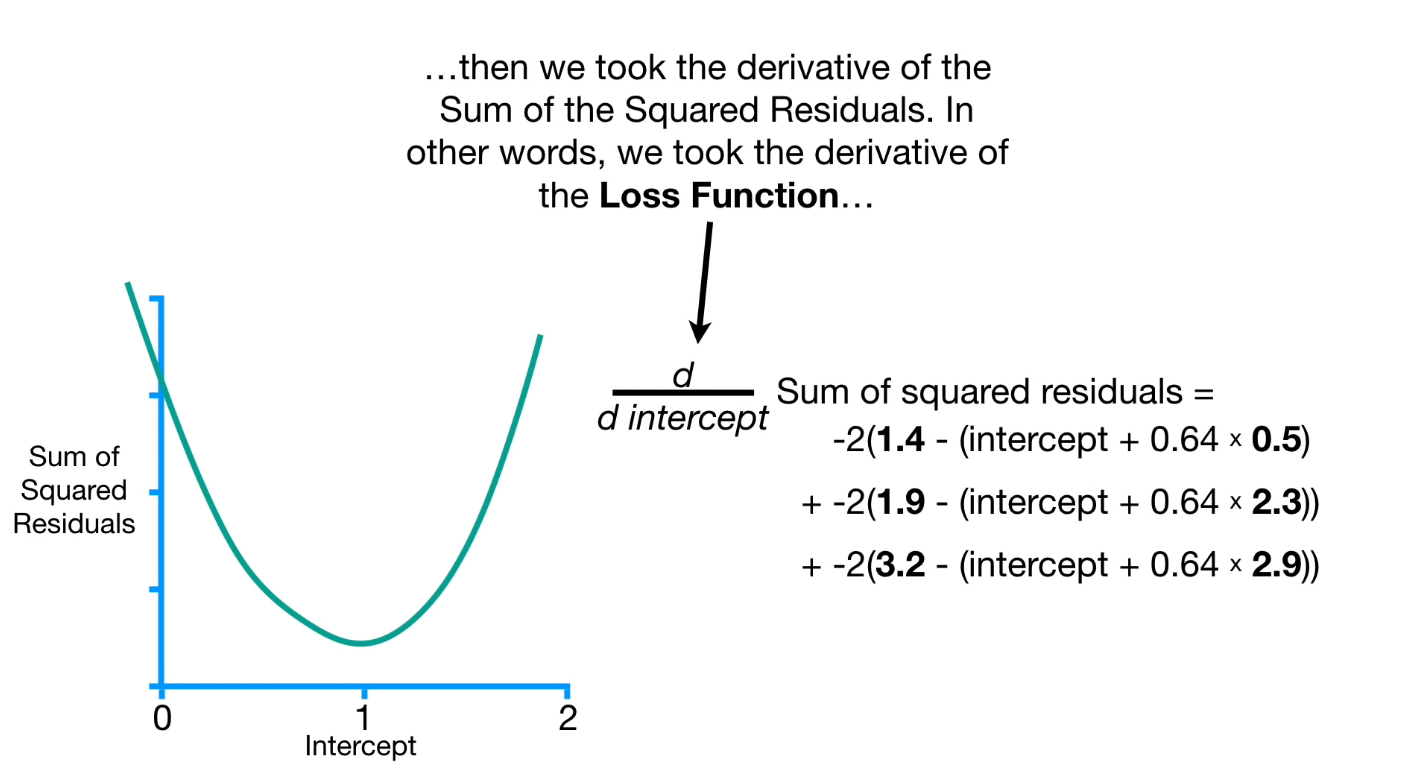 …then we took the derivative of the
Sum of the Squared Residuals. In
other words, we took the derivative of
the Loss Function…
d
d intercept
Sum of squared residuals =
-2(1.4 - (intercept + 0.64 × 0.5)
+ -2(1.9 - (intercept + 0.64 × 2.3))
+ -2(3.2 - (intercept + 0.64 × 2.9))
Sum of
Squared
Residuals
0 1 2
Intercept